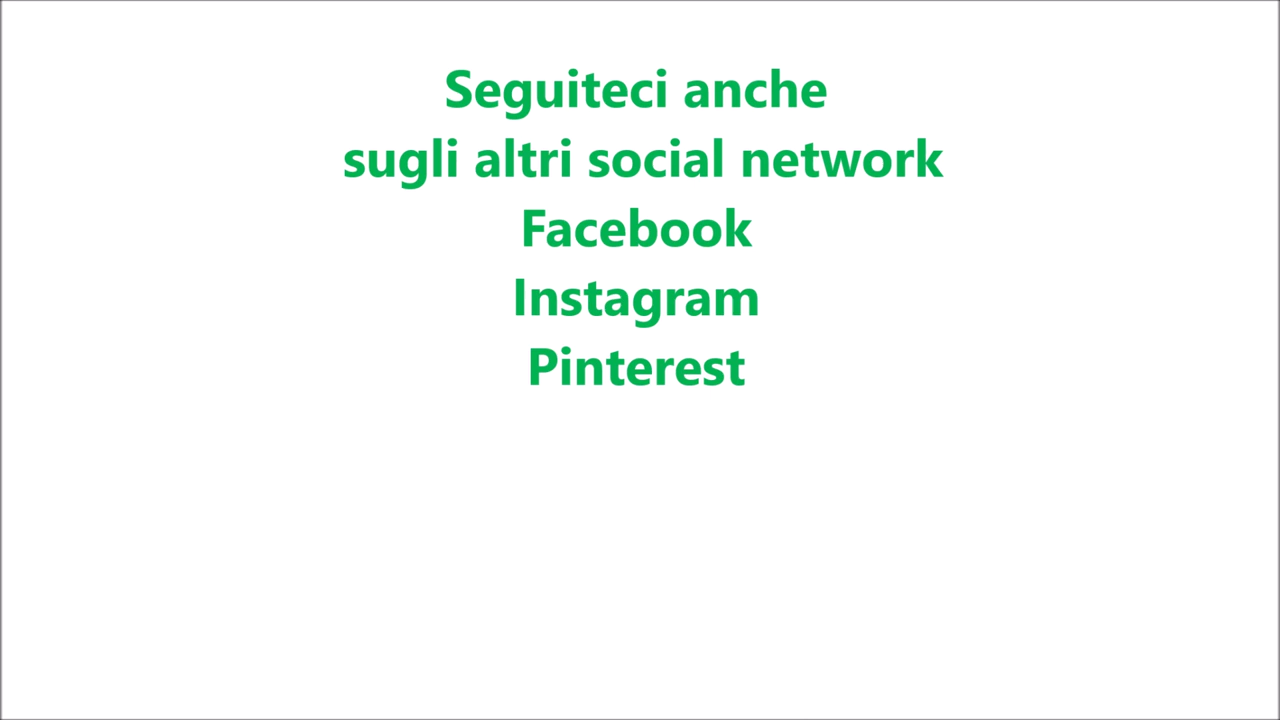 Seguiteci anche
sugli altri social network
Facebook
Instagram
Pinterest